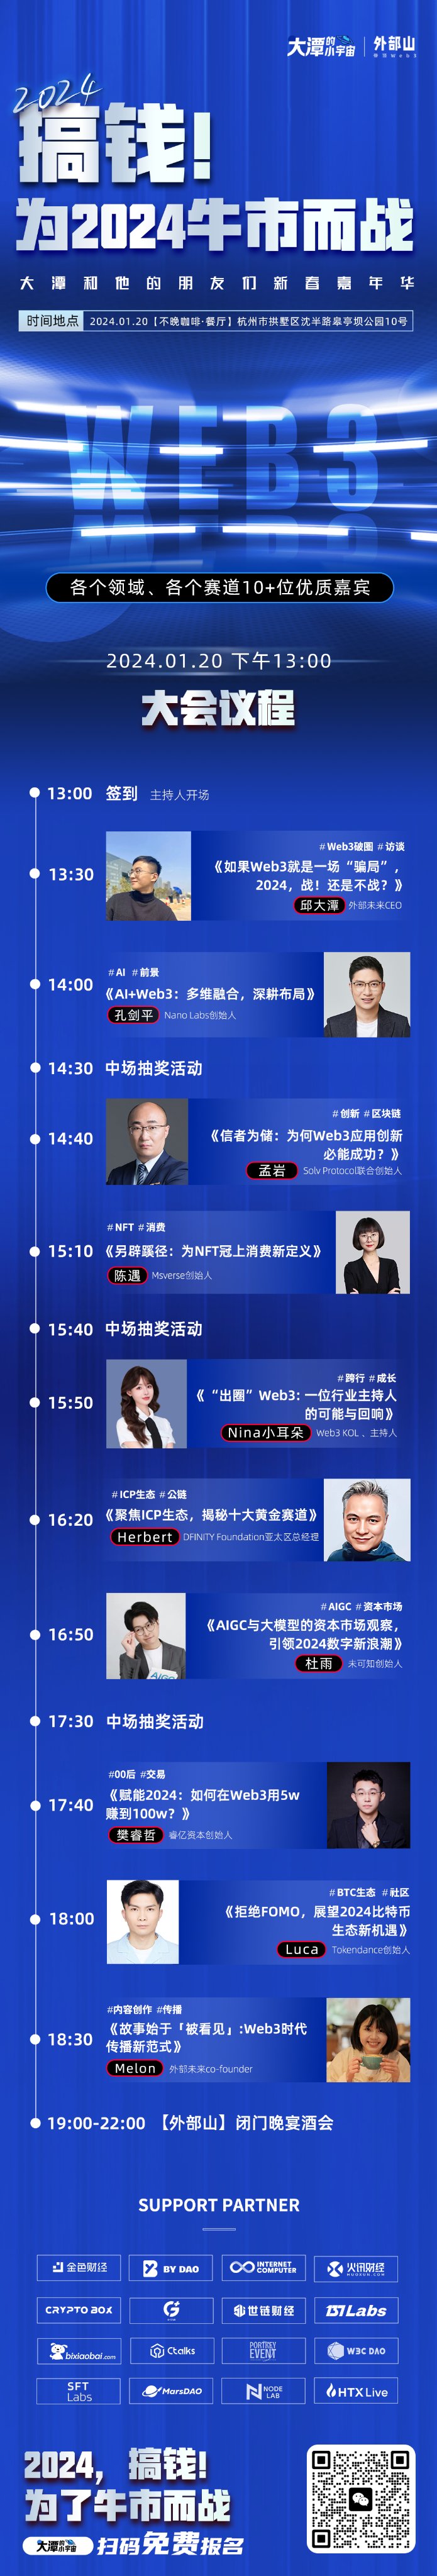 大潭的小宇宙 | 外部山
2024
搞钱!
为2024牛市而战
大潭和他的朋友们新春嘉年华
时间地点 2024.01.20【不晚咖啡·餐厅】杭州市拱墅区沈半路皋亭坝公园10号
WEB3
各个领域、各个赛道10+位优质嘉宾
2024.01.20 下午13:00
大会议程
13:00 签到 主持人开场
13:30
#Web3破圈 #访谈
《如果Web3就是一场“骗局”,
2024,战!还是不战?》
邱大潭 外部未来CEO
14:00
#AI #前景
《AI+Web3:多维融合,深耕布局》
孔剑平 Nano Labs创始人
14:30 中场抽奖活动
14:40
#创新 #区块链
《信者为储:为何Web3应用创新
必能成功?》
孟岩 Solv Protocol联合创始人
15:10
#NFT #消费
《另辟蹊径:为NFT冠上消费新定义》
陈遇 Msverse创始人
15:40 中场抽奖活动
15:50
#跨行 #成长
《“出圈”Web3:一位行业主持人
的可能与回响》
Nina小耳朵 Web3 KOL、主持人
16:20
#ICP生态 #公链
《聚焦ICP生态,揭秘十大黄金赛道》
Herbert DFINITY Foundation亚太区总经理
16:50
#AIGC #资本市场
《AIGC与大模型的资本市场观察,
引领2024数字新浪潮》
杜雨 未可知创始人
AIGC
17:30 中场抽奖活动
17:40
#00后 #交易
《赋能2024:如何在Web3用5w
赚到100w?》
樊睿哲 睿亿资本创始人
18:00
#BTC生态 #社区
《拒绝FOMO,展望2024比特币
生态新机遇》
Luca Tokendance创始人
18:30
#内容创作 #传播
《故事始于「被看见」:Web3时代
传播新范式》
Melon 外部未来co-founder
19:00-22:00 【外部山】闭门晚宴酒会
SUPPORT PARTNER
金色财经 BY DAO INTERNET COMPUTER 火讯财经
CRYPTO BOX 世链财经 1517Labs
bixiaobai.com Ctalks PORTREY EVENT W3C DAO
SFT Labs MarsDAO NODE LAB HTX Live
2024, 搞钱!
为了牛市而战
大潭的小宇宙 扫码免费报名